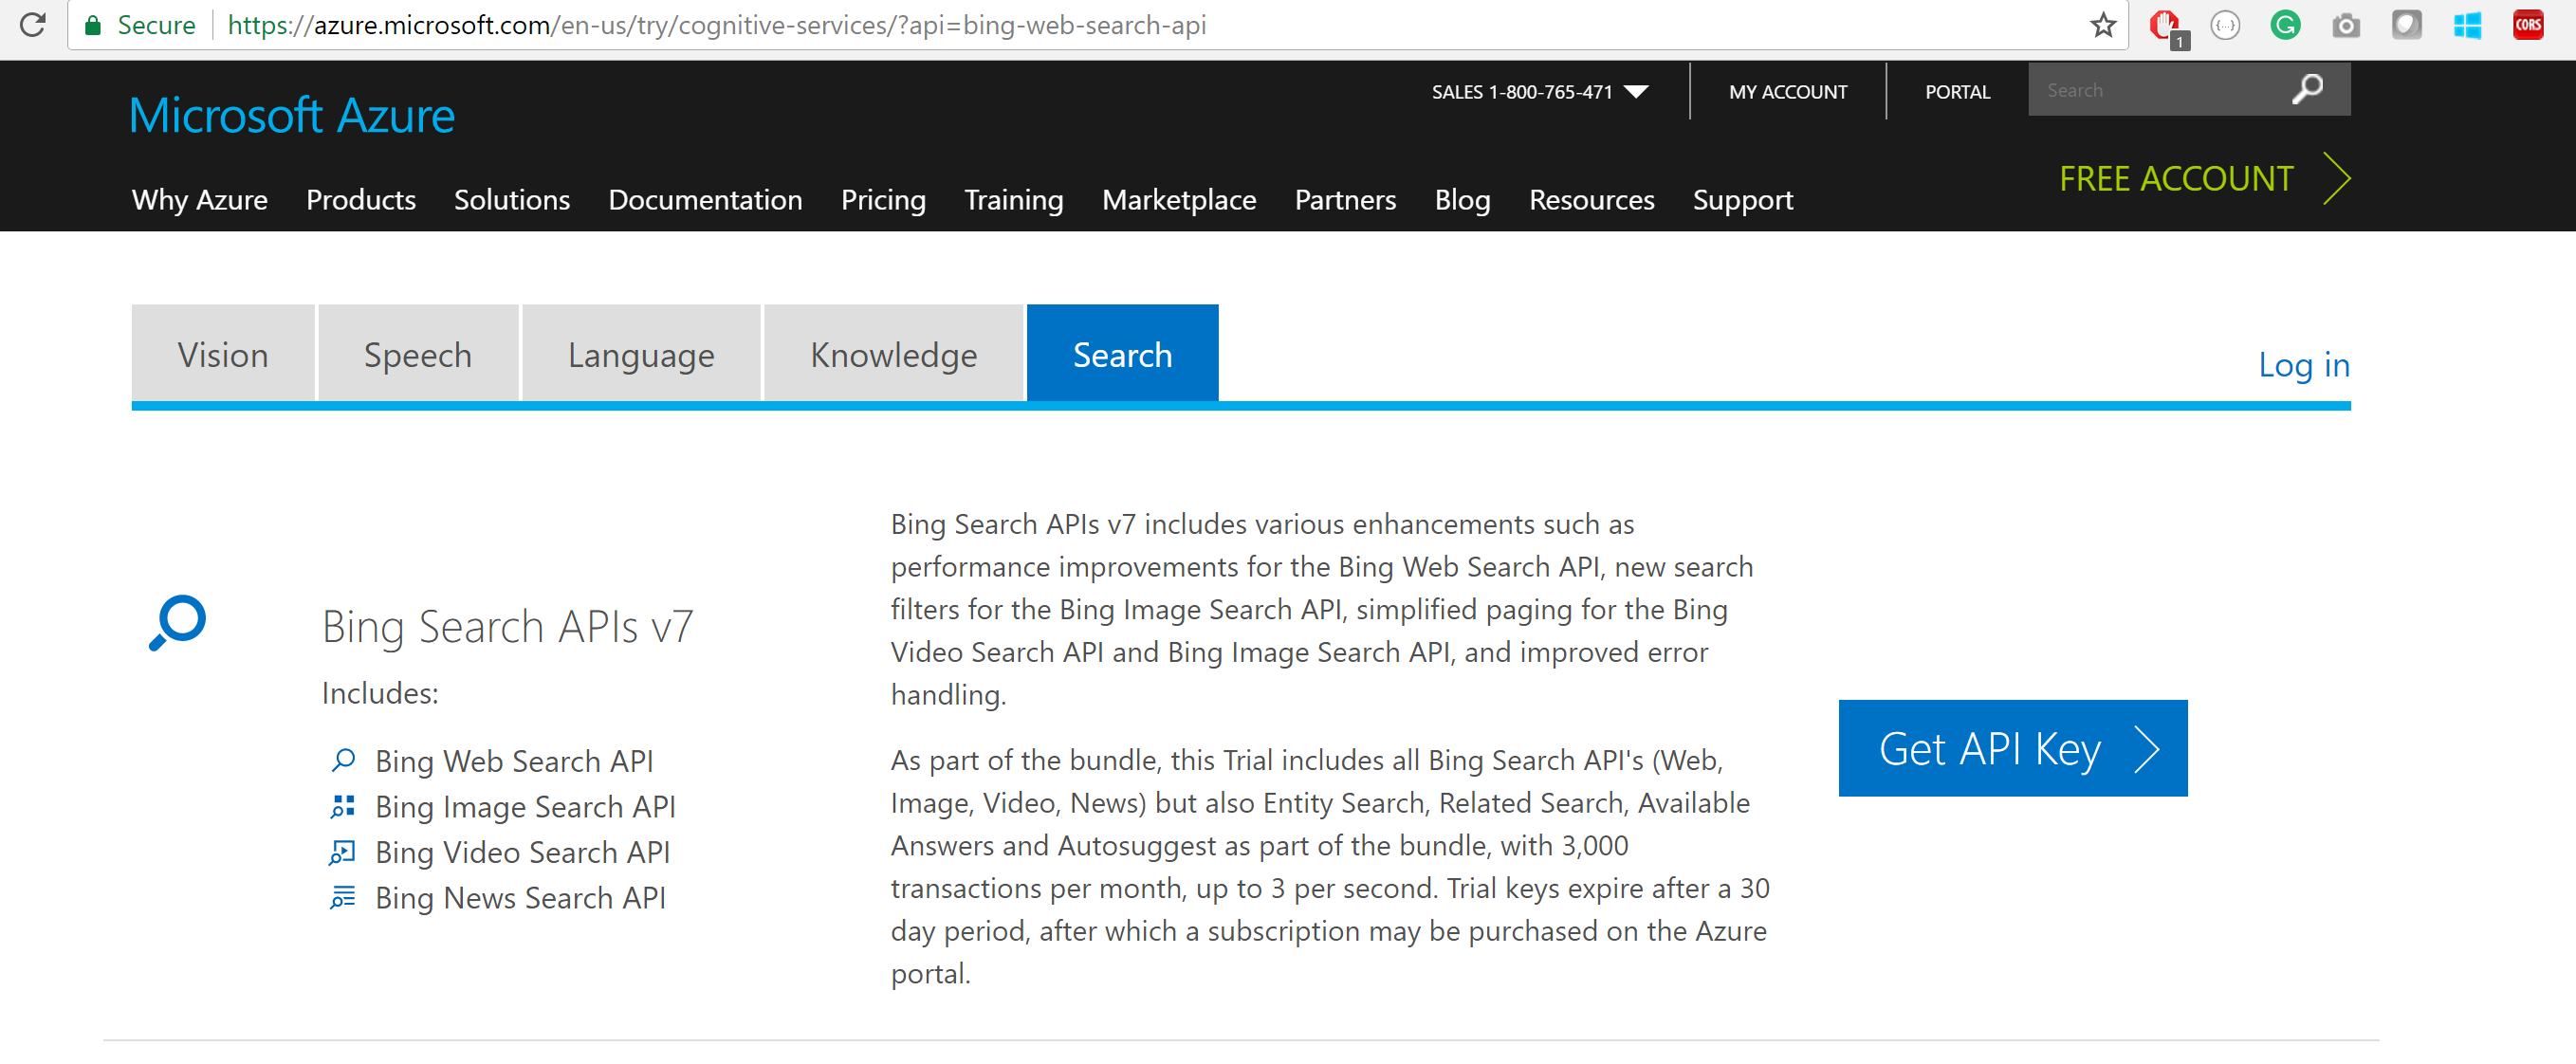 Secure https://azure.microsoft.com/en-us/try/cognitive-services/?api=bing-web-search-api
1
{...}
G
CORS
SALES 1-800-765-471 MY ACCOUNT PORTAL Search
Microsoft Azure
FREE ACCOUNT
Why Azure Products Solutions Documentation Pricing Training Marketplace Partners Blog Resources Support
Vision Speech Language Knowledge Search
Log in
Bing Search APIs v7
Includes:
Bing Web Search API
Bing Image Search API
Bing Video Search API
Bing News Search API
Bing Search APIs v7 includes various enhancements such as
performance improvements for the Bing Web Search API, new search
filters for the Bing Image Search API, simplified paging for the Bing
Video Search API and Bing Image Search API, and improved error
handling.
As part of the bundle, this Trial includes all Bing Search API's (Web,
Image, Video, News) but also Entity Search, Related Search, Available
Answers and Autosuggest as part of the bundle, with 3,000
transactions per month, up to 3 per second. Trial keys expire after a 30
day period, after which a subscription may be purchased on the Azure
portal.
Get API Key